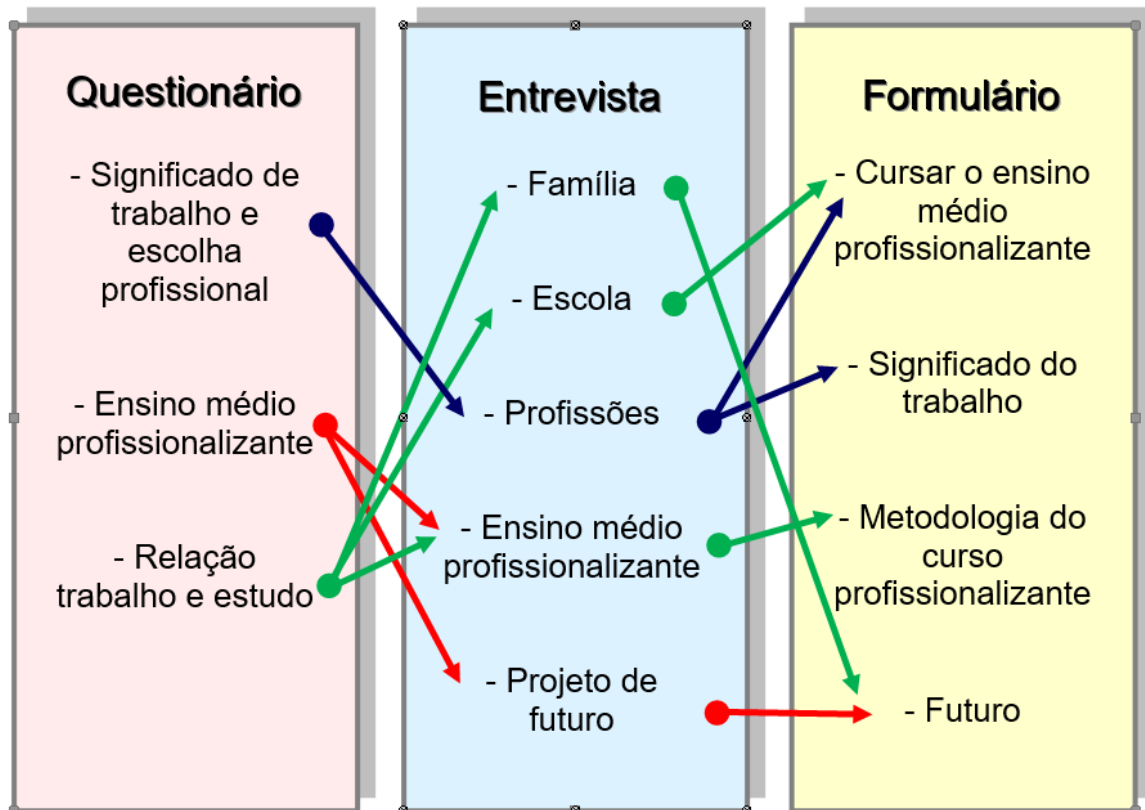 Questionário
- Significado de
trabalho e
escolha
profissional
- Ensino médio
profissionalizante
- Relação
trabalho e estudo
Entrevista
- Família
- Escola
- Profissões
- Ensino médio
profissionalizante
- Projeto de
futuro
Formulário
- Cursar o ensino
médio
profissionalizante
- Significado do
trabalho
- Metodologia do
curso
profissionalizante
- Futuro